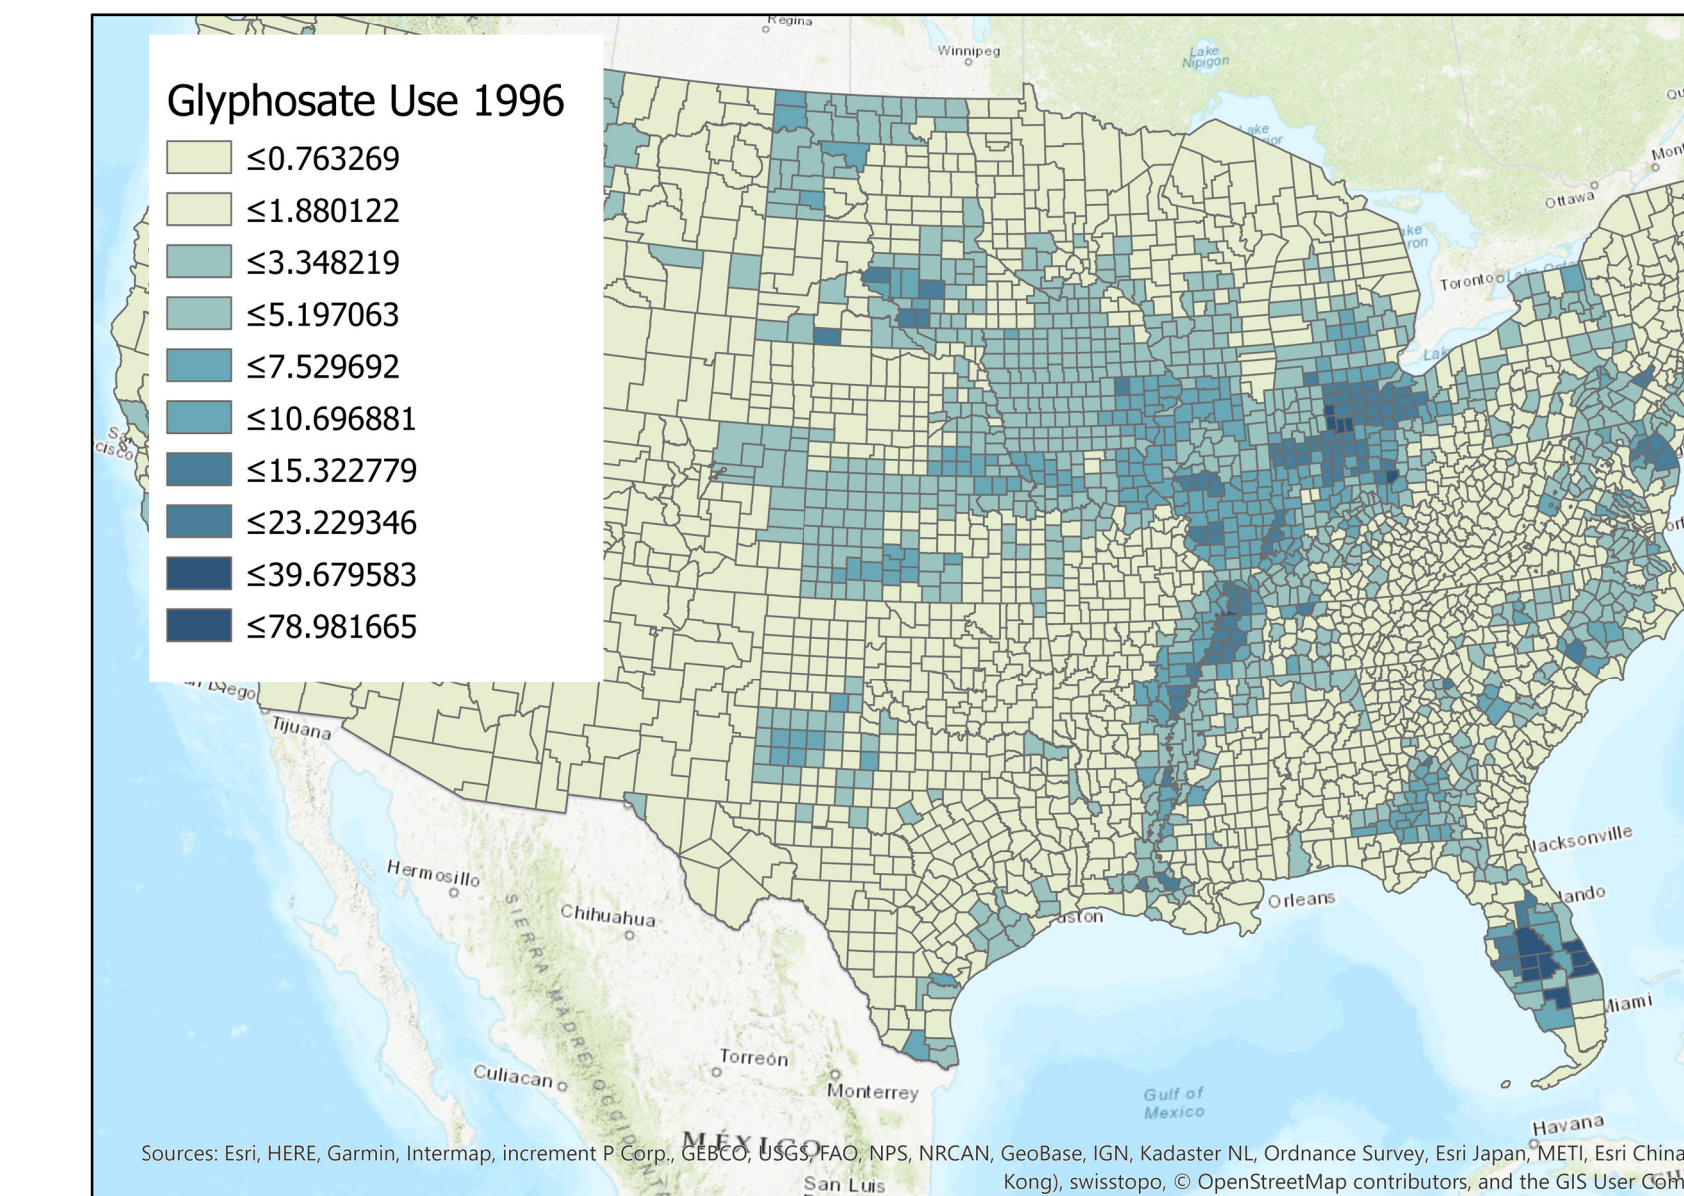 Regina
Winnipeg
Lake
Nipigon
Glyphosate Use 1996
≤0.763269
≤1.880122
≤3.348219
≤5.197063
≤7.529692
≤10.696881
≤15.322779
≤23.229346
≤39.679583
≤78.981665
Ottawa
Toronto
Tijuana
Hermosillo
Chihuahua
SIERRA MADRE OCCIDENT
Jacksonville
Orleans
Miami
Torreón
Culiacan
Monterrey
Gulf of
Mexico
Havana
MÉXICO
Sources: Esri, HERE, Garmin, Intermap, increment P Corp., GEBCO, USGS, FAO, NPS, NRCAN, GeoBase, IGN, Kadaster NL, Ordnance Survey, Esri Japan, METI, Esri China
Kong), swisstopo, © OpenStreetMap contributors, and the GIS User Com
San Luis